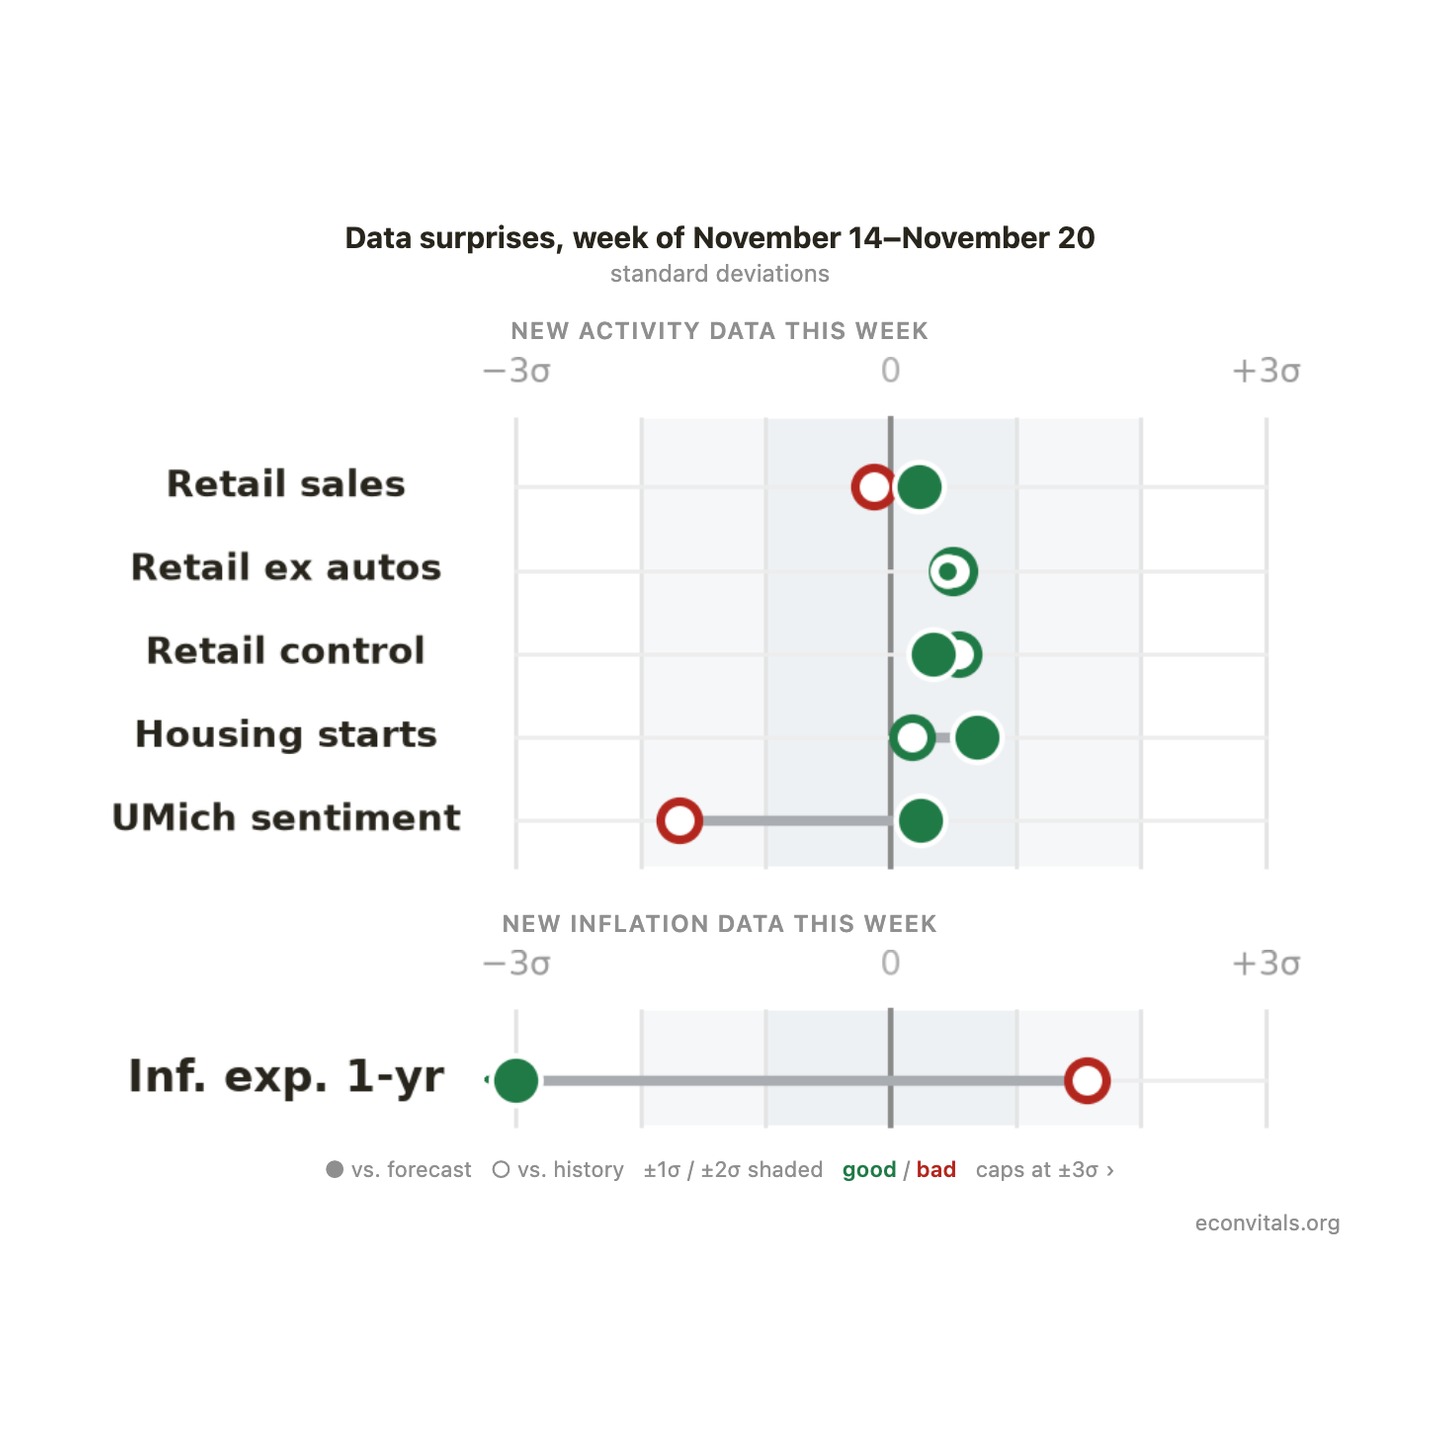 Data surprises, week of November 14–November 20
standard deviations
NEW ACTIVITY DATA THIS WEEK
−3σ 0 +3σ
Retail sales
Retail ex autos
Retail control
Housing starts
UMich sentiment
NEW INFLATION DATA THIS WEEK
−3σ 0 +3σ
Inf. exp. 1-yr
vs. forecast vs. history ±1σ / ±2σ shaded good / bad caps at ±3σ ›
econvitals.org